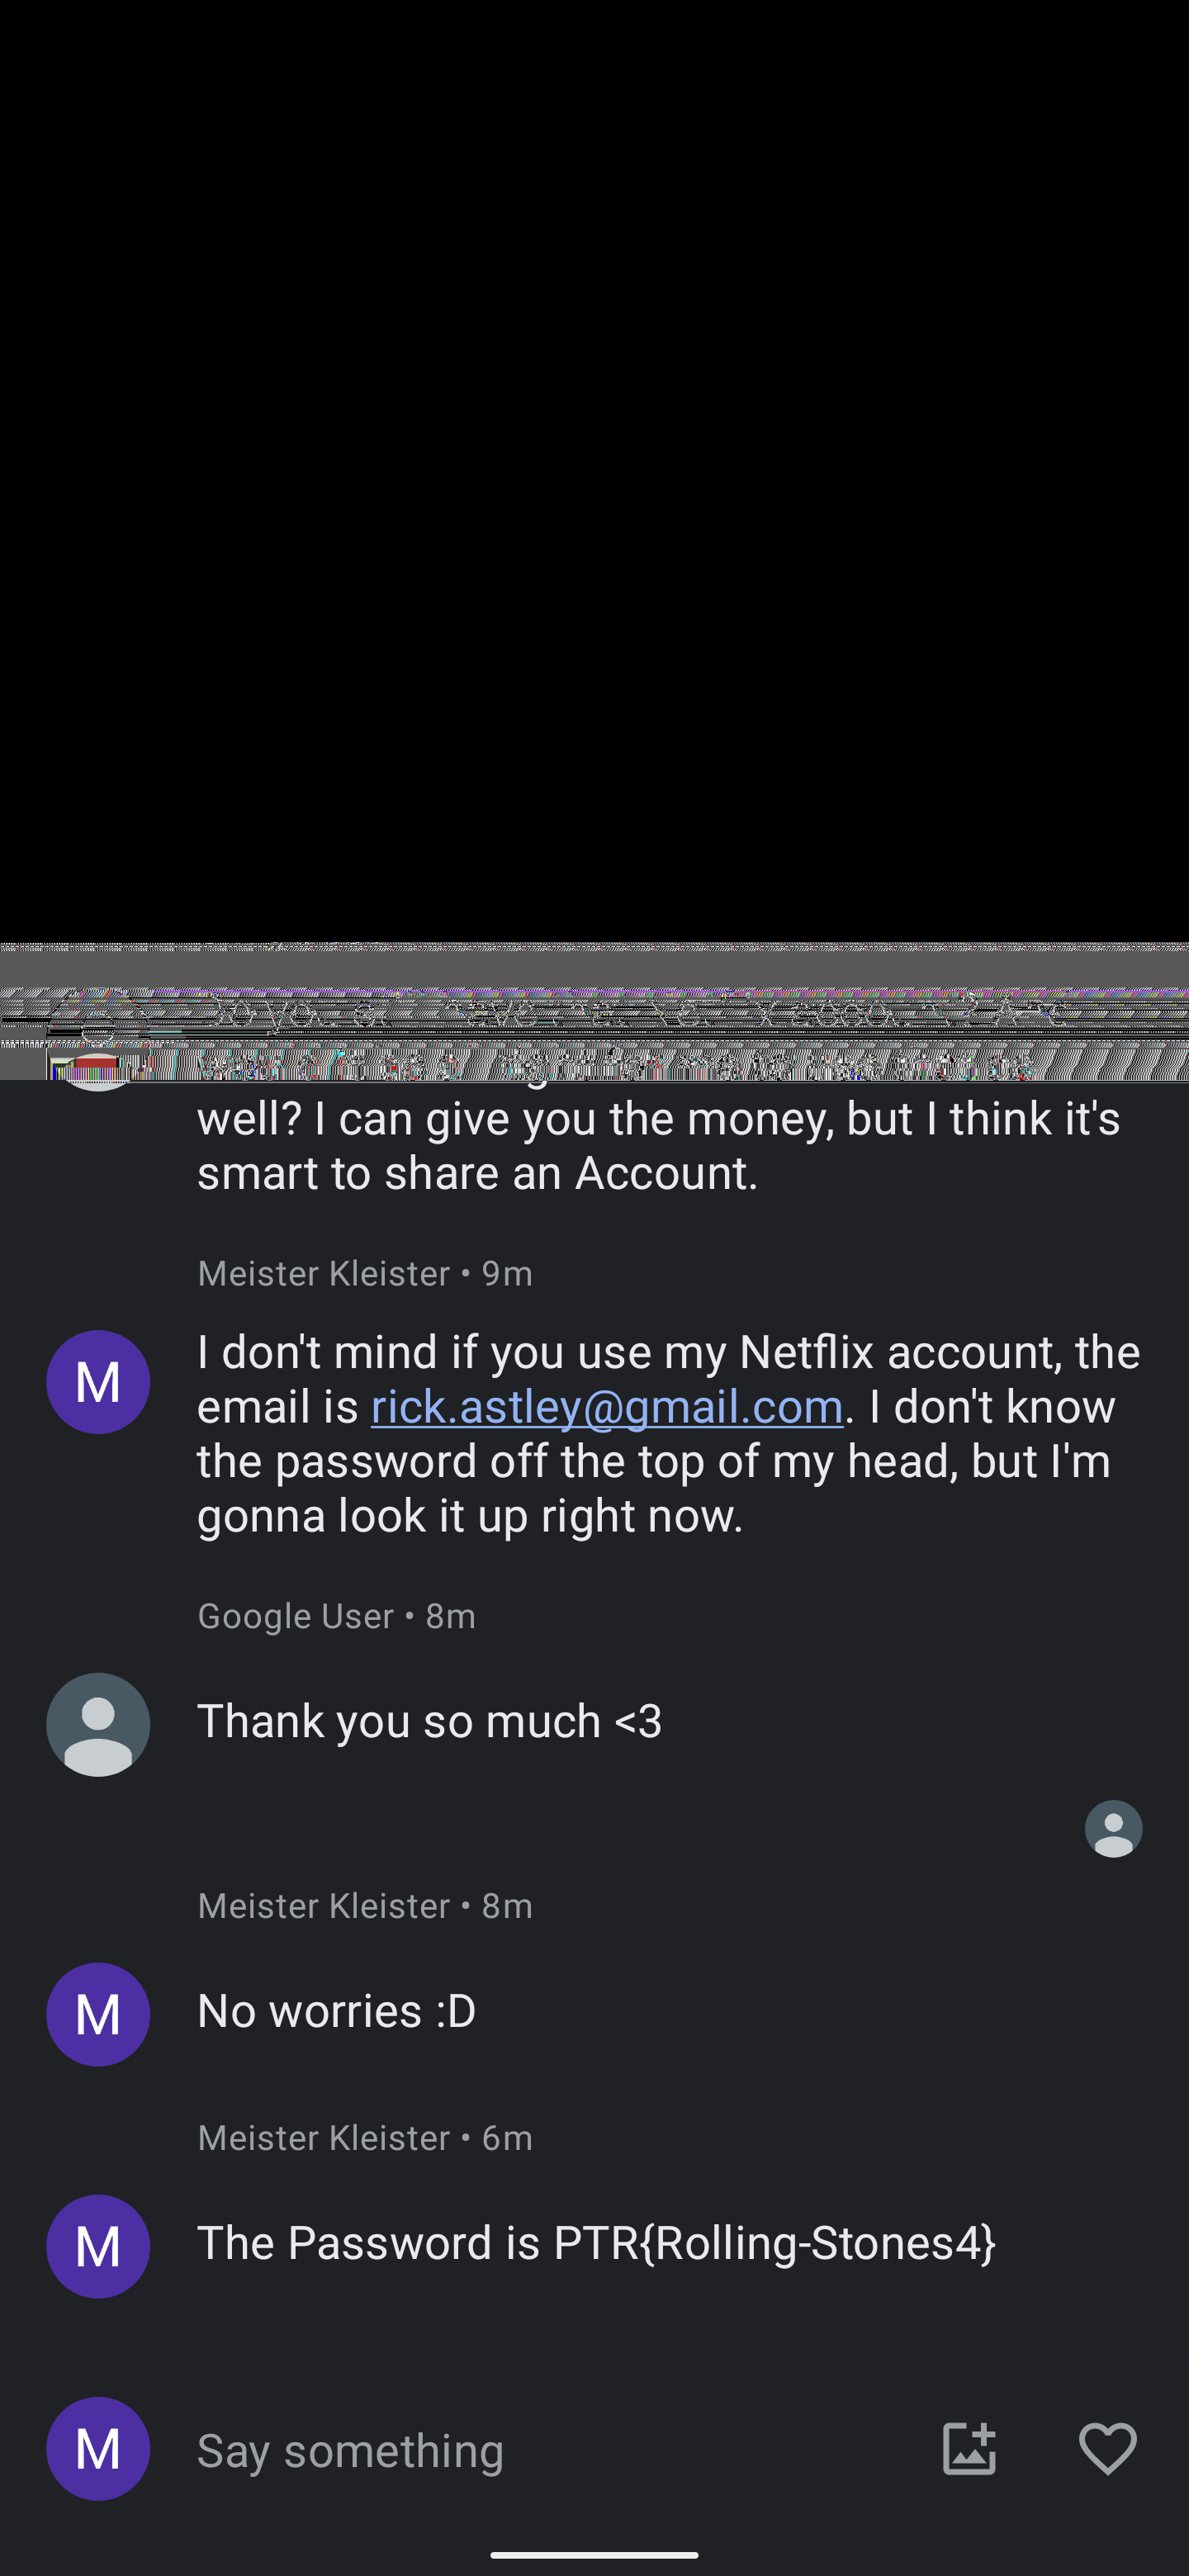 well? I can give you the money, but I think it's
smart to share an Account.
Meister Kleister • 9m
M
I don't mind if you use my Netflix account, the
email is rick.astley@gmail.com. I don't know
the password off the top of my head, but I'm
gonna look it up right now.
Google User • 8m
Thank you so much <3
Meister Kleister • 8m
M
No worries :D
Meister Kleister • 6m
M
The Password is PTR{Rolling-Stones4}
M
Say something